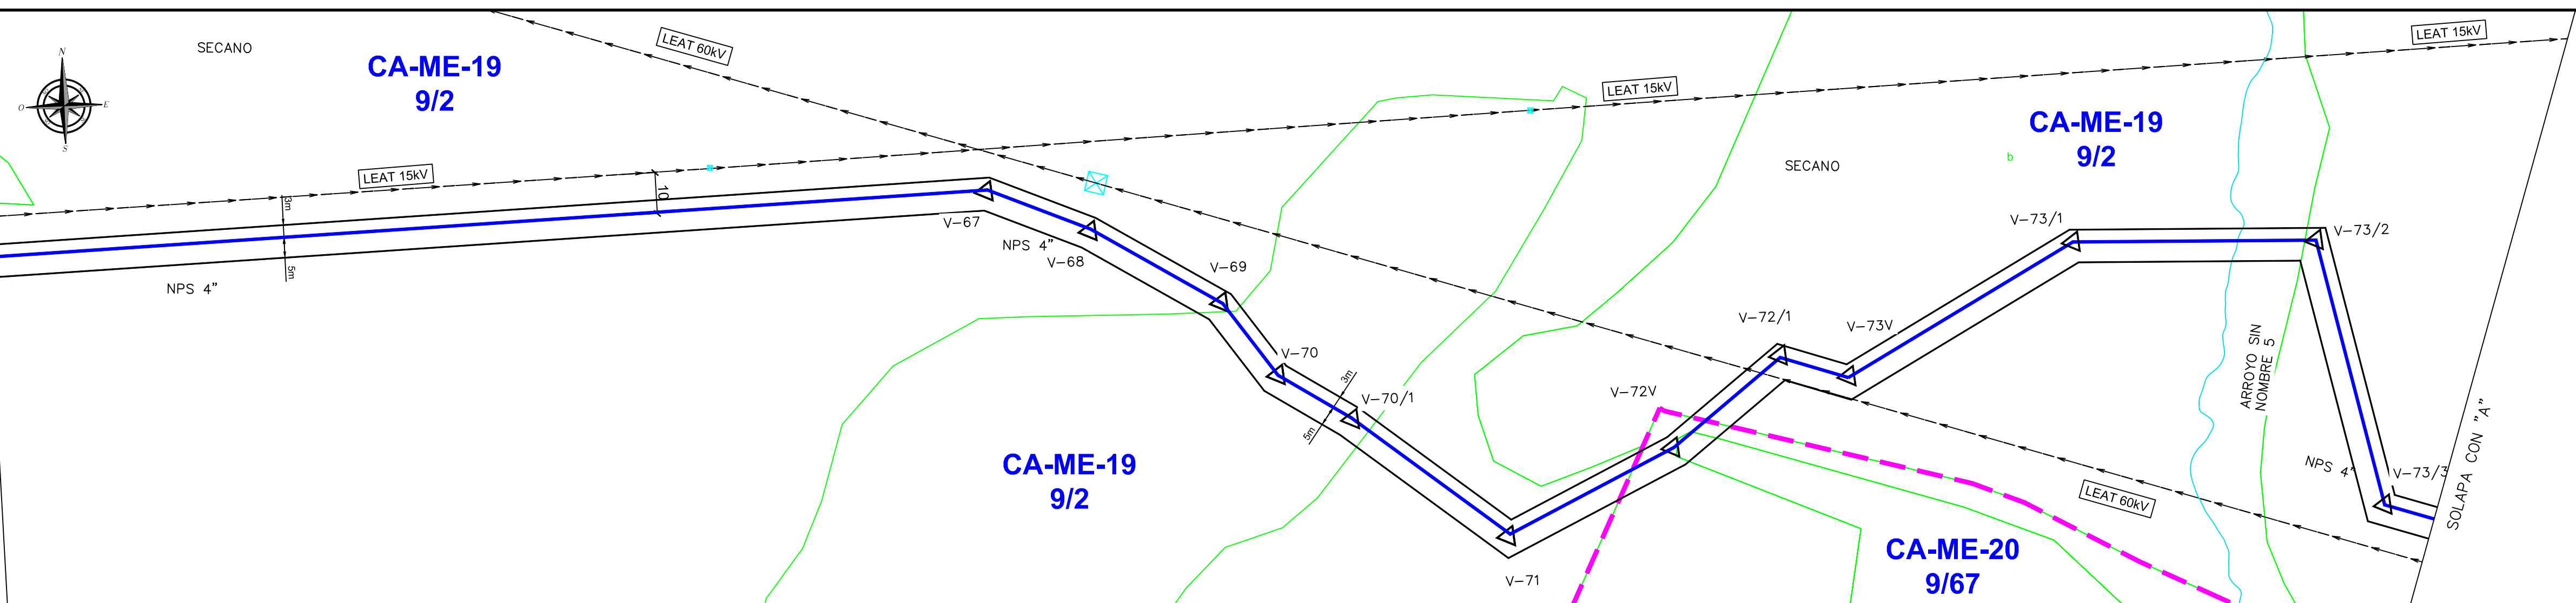 N
O
E
S
SECANO
CA-ME-19
9/2
LEAT 60kV
LEAT 15kV
LEAT 15kV
LEAT 15kV
CA-ME-19
9/2
SECANO
b
3m
5m
10
NPS 4"
V-67
NPS 4"
V-68
V-69
V-70
3m
5m
V-70/1
V-71
V-72V
V-72/1
V-73V
V-73/1
V-73/2
ARROYO SIN
NOMBRE 5
NPS 4"
V-73/3
SOLAPA CON "A"
LEAT 60kV
CA-ME-19
9/2
CA-ME-20
9/67